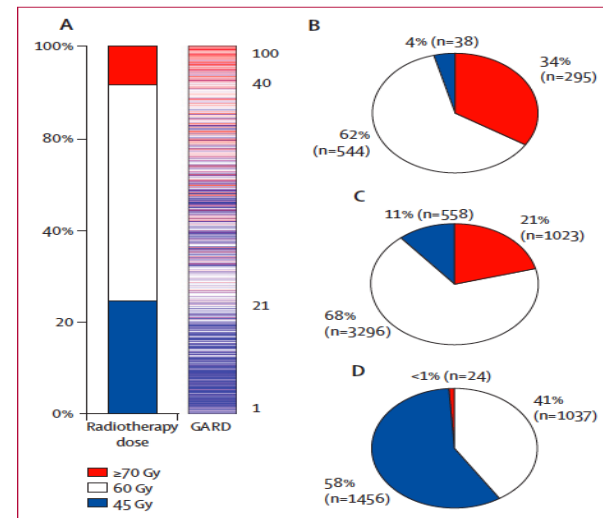 A
100%
80%
40%
20
0%
Radiotherapy
dose
GARD
100
40
21
1
≥70 Gy
60 Gy
45 Gy
B
4% (n=38)
34%
(n=295)
62%
(n=544)
C
11% (n=558)
21%
(n=1023)
68%
(n=3296)
D
<1% (n=24)
41%
(n=1037)
58%
(n=1456)